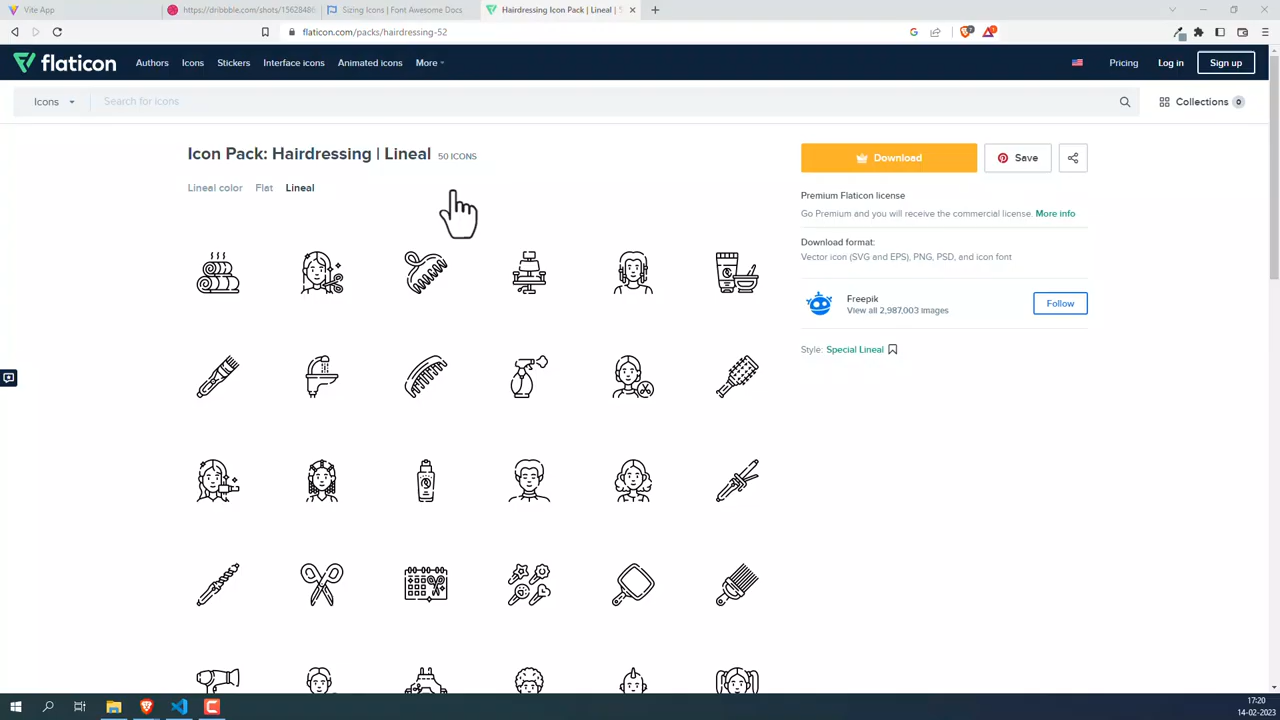 Vite App
https://dribbble.com/shots/15628486
Sizing Icons | Font Awesome Docs
Hairdressing Icon Pack | Lineal | 5
flaticon.com/packs/hairdressing-52
flaticon
Authors
Icons
Stickers
Interface icons
Animated icons
More
Pricing
Log in
Sign up
Icons
Search for icons
Collections 0
Icon Pack: Hairdressing | Lineal 50 ICONS
Lineal color
Flat
Lineal
Download
Save
Premium Flaticon license
Go Premium and you will receive the commercial license. More info
Download format:
Vector icon (SVG and EPS), PNG, PSD, and icon font
Freepik
View all 2,987,003 images
Follow
Style: Special Lineal
17:20
14-02-2023